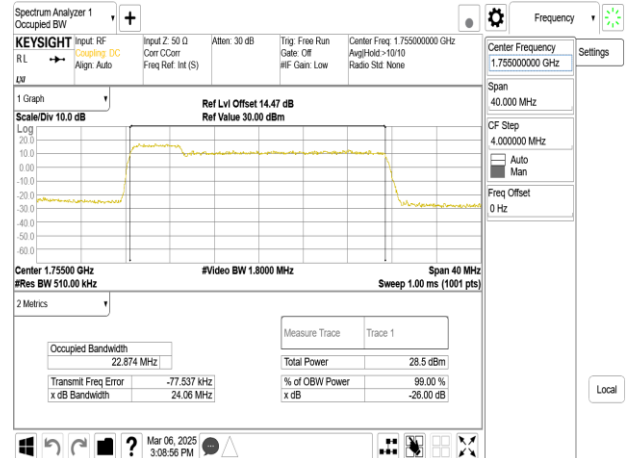 Spectrum Analyzer 1
Occupied BW
Frequency
KEYSIGHT
RL
LXI
Input: RF
Coupling: DC
Align: Auto
Input Z: 50 Ω
Corr CCorr
Freq Ref: Int (S)
Atten: 30 dB
Trig: Free Run
Gate: Off
#IF Gain: Low
Center Freq: 1.755000000 GHz
Avg|Hold:>10/10
Radio Std: None
Center Frequency
1.755000000 GHz
Settings
Span
40.000 MHz
CF Step
4.000000 MHz
Auto
Man
Freq Offset
0 Hz
Local
1 Graph
Scale/Div 10.0 dB
Ref Lvl Offset 14.47 dB
Ref Value 30.00 dBm
Log
20.0
10.0
0.00
-10.0
-20.0
-30.0
-40.0
-50.0
-60.0
Center 1.75500 GHz
#Video BW 1.8000 MHz
Span 40 MHz
#Res BW 510.00 kHz
Sweep 1.00 ms (1001 pts)
2 Metrics
Measure Trace Trace 1
Occupied Bandwidth
22.874 MHz
Total Power 28.5 dBm
Transmit Freq Error -77.537 kHz
% of OBW Power 99.00 %
x dB Bandwidth 24.06 MHz
x dB -26.00 dB
Mar 06, 2025
3:08:56 PM